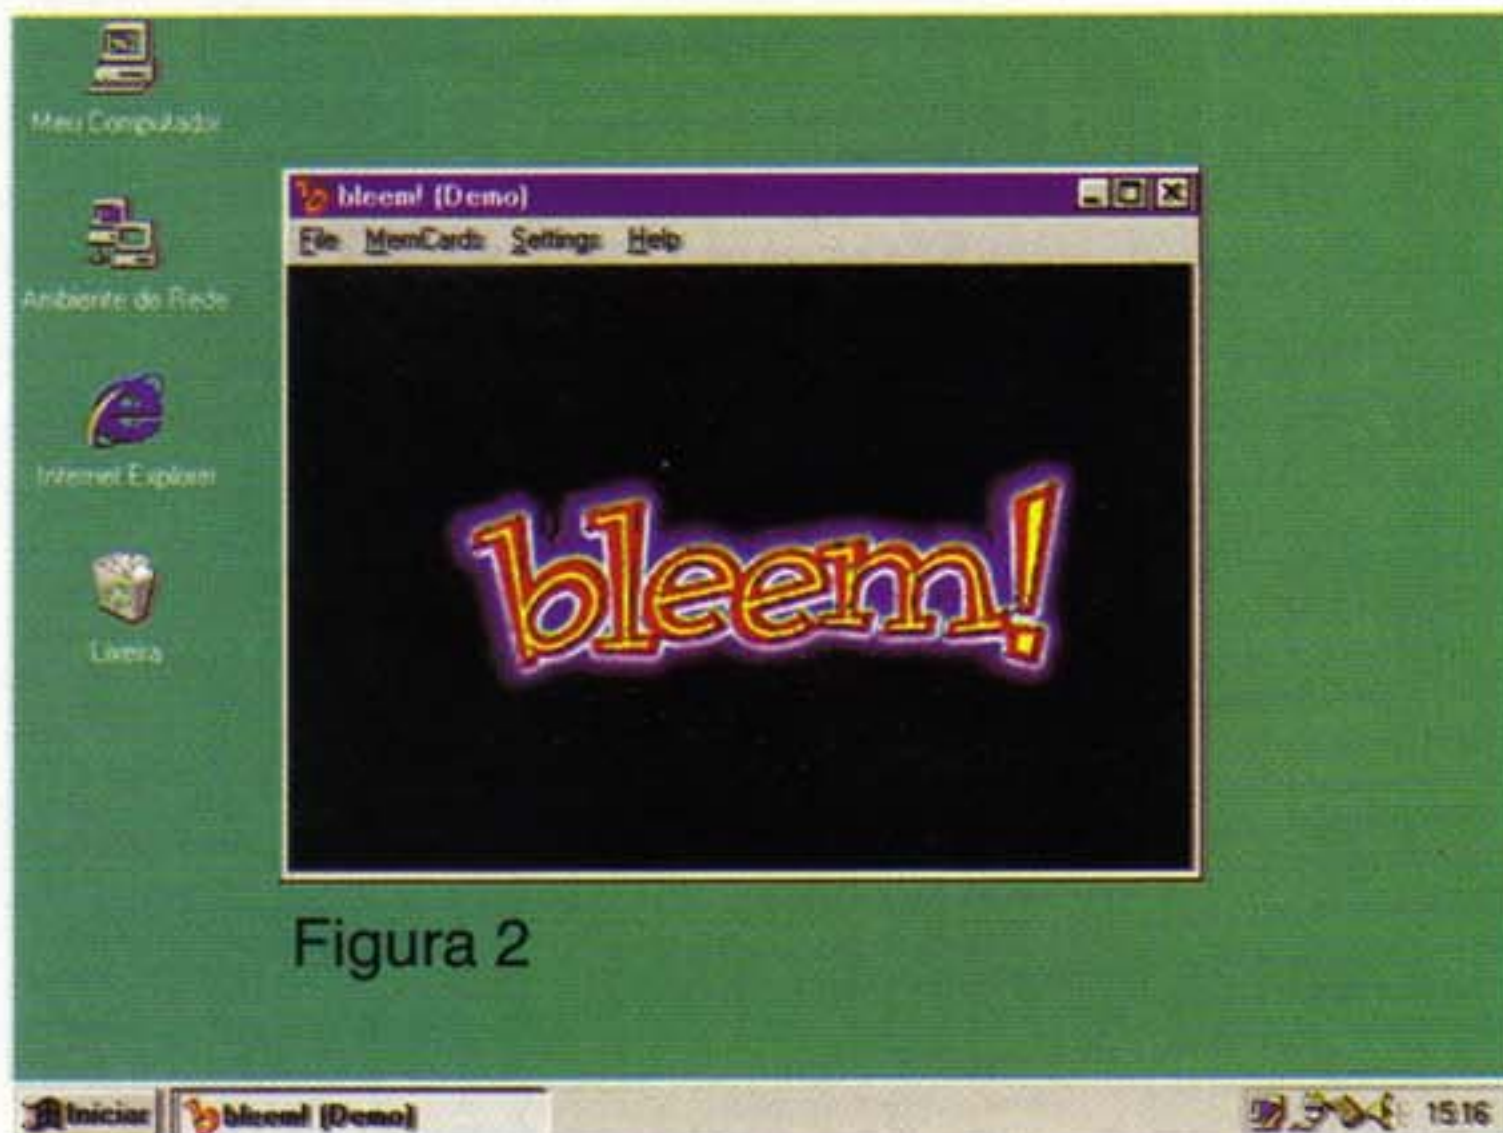 Meu Computador
Ambiente de Rede
Internet Explorer
Lixeira
bleem! (Demo)
File MemCards Settings Help
bleem!
Figura 2
Iniciar bleem! (Demo) 15:16